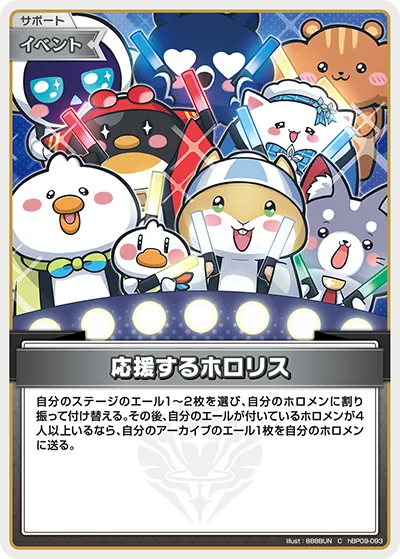 サポート
イベント
応援するホロリス
自分のステージのエール1～2枚を選び、自分のホロメンに割り
振って付け替える。その後、自分のエールが付いているホロメンが4
人以上いるなら、自分のアーカイブのエール1枚を自分のホロメン
に送る。
illust : 888BUN C hBP09-093